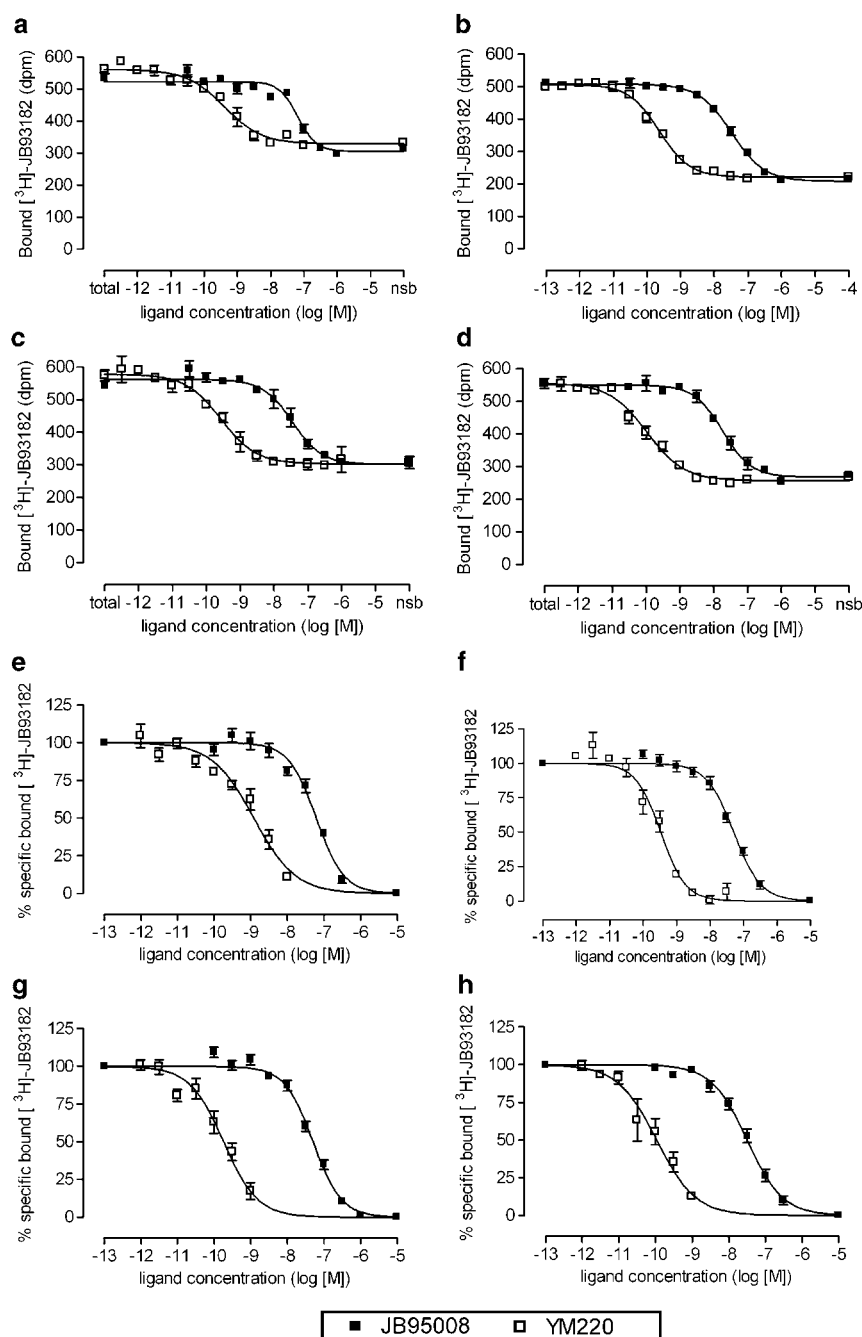 a
Bound [³H]-JB93182 (dpm)
600
500
400
300
200
100
0
total -12 -11 -10 -9 -8 -7 -6 -5 nsb
ligand concentration (log [M])
b
Bound [³H]-JB93182 (dpm)
600
500
400
300
200
100
0
-13 -12 -11 -10 -9 -8 -7 -6 -5 -4
ligand concentration (log [M])
c
Bound [³H]-JB93182 (dpm)
600
500
400
300
200
100
0
total -12 -11 -10 -9 -8 -7 -6 -5 nsb
ligand concentration (log [M])
d
Bound [³H]-JB93182 (dpm)
600
500
400
300
200
100
0
total -12 -11 -10 -9 -8 -7 -6 -5 nsb
ligand concentration (log [M])
e
% specific bound [³H]-JB93182
125
100
75
50
25
0
-13 -12 -11 -10 -9 -8 -7 -6 -5
ligand concentration (log [M])
f
% specific bound [³H]-JB93182
125
100
75
50
25
0
-13 -12 -11 -10 -9 -8 -7 -6 -5
ligand concentration (log [M])
g
% specific bound [³H]-JB93182
125
100
75
50
25
0
-13 -12 -11 -10 -9 -8 -7 -6 -5
ligand concentration (log [M])
h
% specific bound [³H]-JB93182
125
100
75
50
25
0
-13 -12 -11 -10 -9 -8 -7 -6 -5
ligand concentration (log [M])
JB95008 YM220